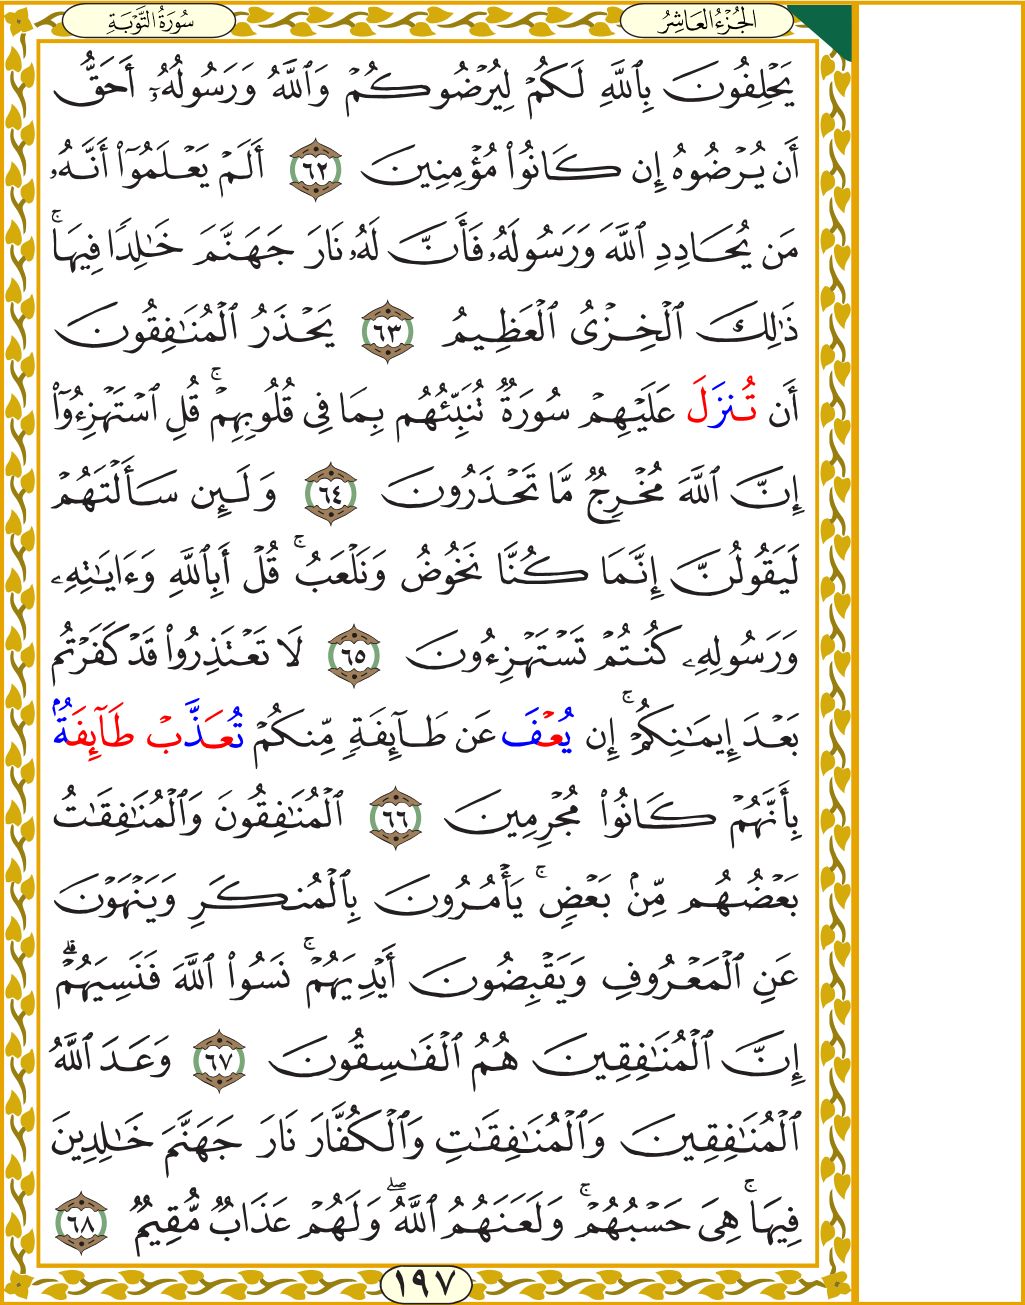 سُورَةُ التَّوْبَةِ
الجُزْءُ العَاشِرُ
يَحْلِفُونَ بِٱللَّهِ لَكُمْ لِيُرْضُوكُمْ وَٱللَّهُ وَرَسُولُهُۥٓ أَحَقُّ
أَن يُرْضُوهُ إِن كَانُوا۟ مُؤْمِنِينَ ٦٢ أَلَمْ يَعْلَمُوٓا۟ أَنَّهُۥ
مَن يُحَادِدِ ٱللَّهَ وَرَسُولَهُۥ فَأَنَّ لَهُۥ نَارَ جَهَنَّمَ خَـٰلِدًا فِيهَا ۚ
ذَٰلِكَ ٱلْخِزْىُ ٱلْعَظِيمُ ٦٣ يَحْذَرُ ٱلْمُنَـٰفِقُونَ
أَن تُنزَلَ عَلَيْهِمْ سُورَةٌ تُنَبِّئُهُم بِمَا فِى قُلُوبِهِمْ ۚ قُلِ ٱسْتَهْزِءُوٓا۟
إِنَّ ٱللَّهَ مُخْرِجٌ مَّا تَحْذَرُونَ ٦٤ وَلَئِن سَأَلْتَهُمْ
لَيَقُولُنَّ إِنَّمَا كُنَّا نَخُوضُ وَنَلْعَبُ ۚ قُلْ أَبِٱللَّهِ وَءَايَـٰتِهِۦ
وَرَسُولِهِۦ كُنتُمْ تَسْتَهْزِءُونَ ٦٥ لَا تَعْتَذِرُوا۟ قَدْ كَفَرْتُم
بَعْدَ إِيمَـٰنِكُمْ ۚ إِن يُعْفَ عَن طَآئِفَةٍ مِّنكُمْ تُعَذَّبْ طَآئِفَةٌۢ
بِأَنَّهُمْ كَانُوا۟ مُجْرِمِينَ ٦٦ ٱلْمُنَـٰفِقُونَ وَٱلْمُنَـٰفِقَـٰتُ
بَعْضُهُم مِّنۢ بَعْضٍ ۚ يَأْمُرُونَ بِٱلْمُنكَرِ وَيَنْهَوْنَ
عَنِ ٱلْمَعْرُوفِ وَيَقْبِضُونَ أَيْدِيَهُمْ ۚ نَسُوا۟ ٱللَّهَ فَنَسِيَهُمْ ۗ
إِنَّ ٱلْمُنَـٰفِقِينَ هُمُ ٱلْفَـٰسِقُونَ ٦٧ وَعَدَ ٱللَّهُ
ٱلْمُنَـٰفِقِينَ وَٱلْمُنَـٰفِقَـٰتِ وَٱلْكُفَّارَ نَارَ جَهَنَّمَ خَـٰلِدِينَ
فِيهَا ۚ هِىَ حَسْبُهُمْ ۚ وَلَعَنَهُمُ ٱللَّهُ ۖ وَلَهُمْ عَذَابٌ مُّقِيمٌ ٦٨
١٩٧